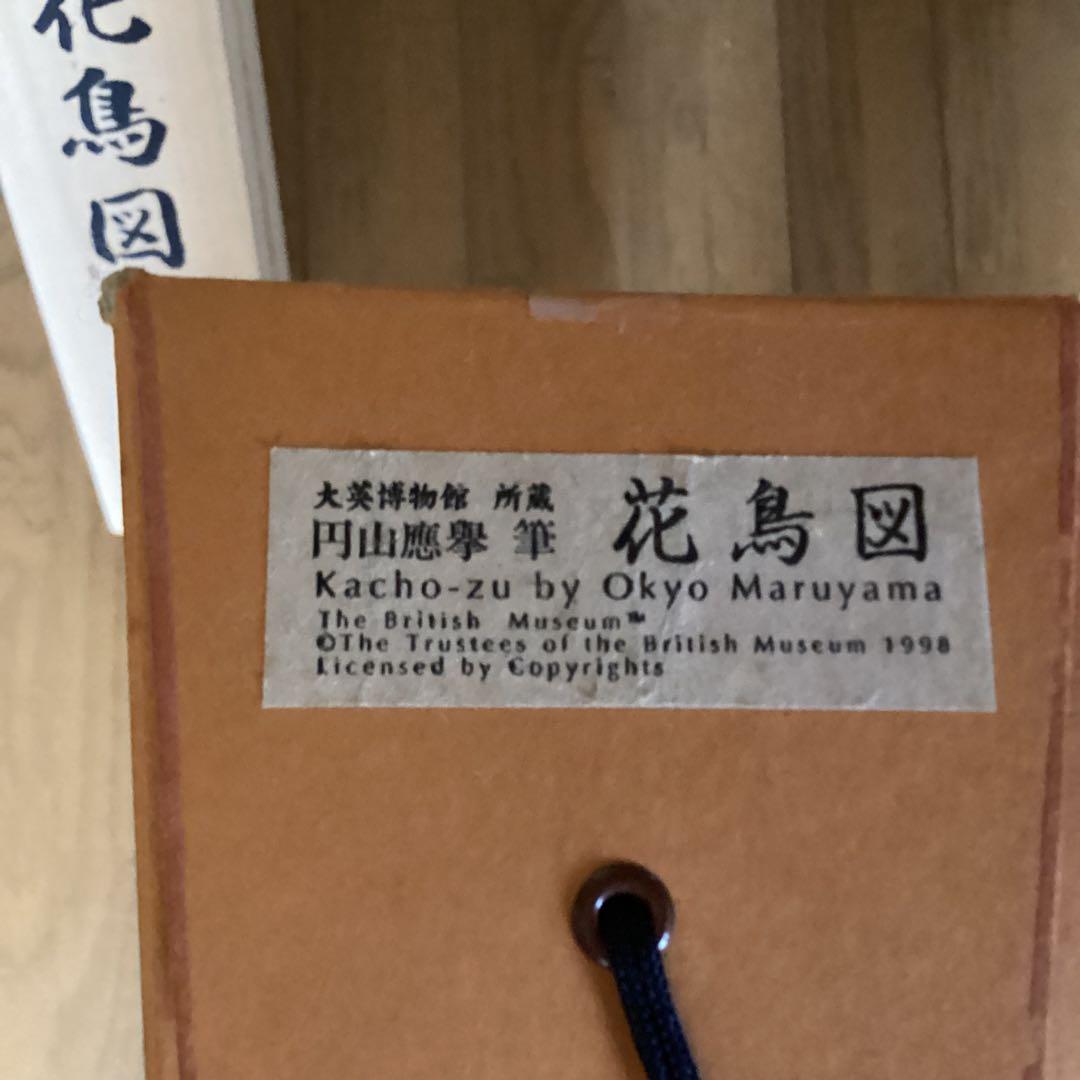 花鳥図
大英博物館 所蔵
円山應擧 筆
花鳥図
Kacho-zu by Okyo Maruyama
The British Museum™
©The Trustees of the British Museum 1998
Licensed by Copyrights